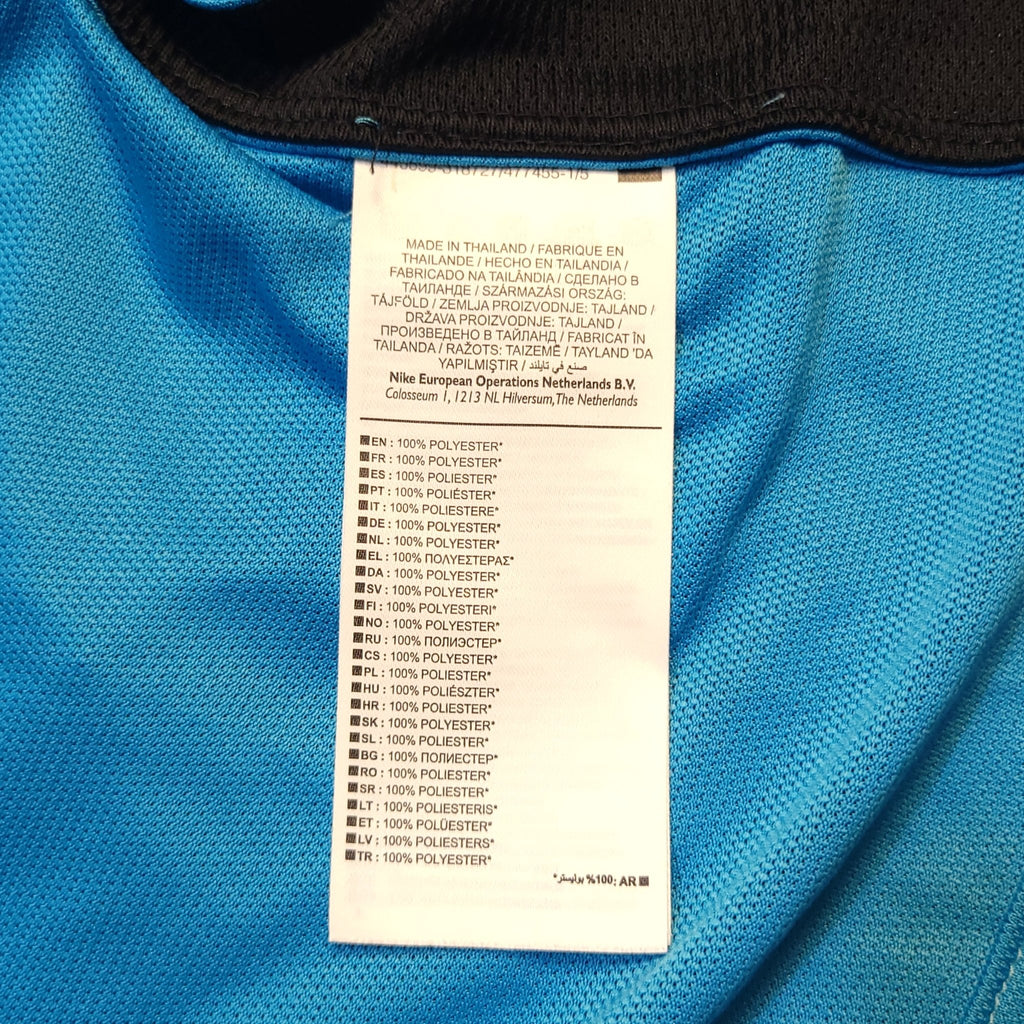 818727/477455-1/5
MADE IN THAILAND / FABRIQUE EN
THAILANDE / HECHO EN TAILANDIA /
FABRICADO NA TAILÂNDIA / СДЕЛАНО В
ТАИЛАНДЕ / SZÁRMAZÁSI ORSZÁG:
TÁJFÖLD / ZEMLJA PROIZVODNJE: TAJLAND /
DRŽAVA PROIZVODNJE: TAJLAND /
ПРОИЗВЕДЕНО В ТАЙЛАНД / FABRICAT ÎN
TAILANDA / RAŽOTS: TAIZEMĒ / TAYLAND 'DA
YAPILMIŞTIR / صنع في تايلند
Nike European Operations Netherlands B.V.
Colosseum 1, 1213 NL Hilversum, The Netherlands
EN : 100% POLYESTER*
FR : 100% POLYESTER*
ES : 100% POLIESTER*
PT : 100% POLIÉSTER*
IT : 100% POLIESTERE*
DE : 100% POLYESTER*
NL : 100% POLYESTER*
EL : 100% ΠΟΛΥΕΣΤΕΡΑΣ*
DA : 100% POLYESTER*
SV : 100% POLYESTER*
FI : 100% POLYESTERI*
NO : 100% POLYESTER*
RU : 100% ПОЛИЭСТЕР*
CS : 100% POLYESTER*
PL : 100% POLIESTER*
HU : 100% POLIÉSZTER*
HR : 100% POLIESTER*
SK : 100% POLYESTER*
SL : 100% POLIESTER*
BG : 100% ПОЛИЕСТЕР*
RO : 100% POLIESTER*
SR : 100% POLIESTER*
LT : 100% POLIESTERIS*
ET : 100% POLÜESTER*
LV : 100% POLIESTERS*
TR : 100% POLYESTER*
AR :100% بوليستر*